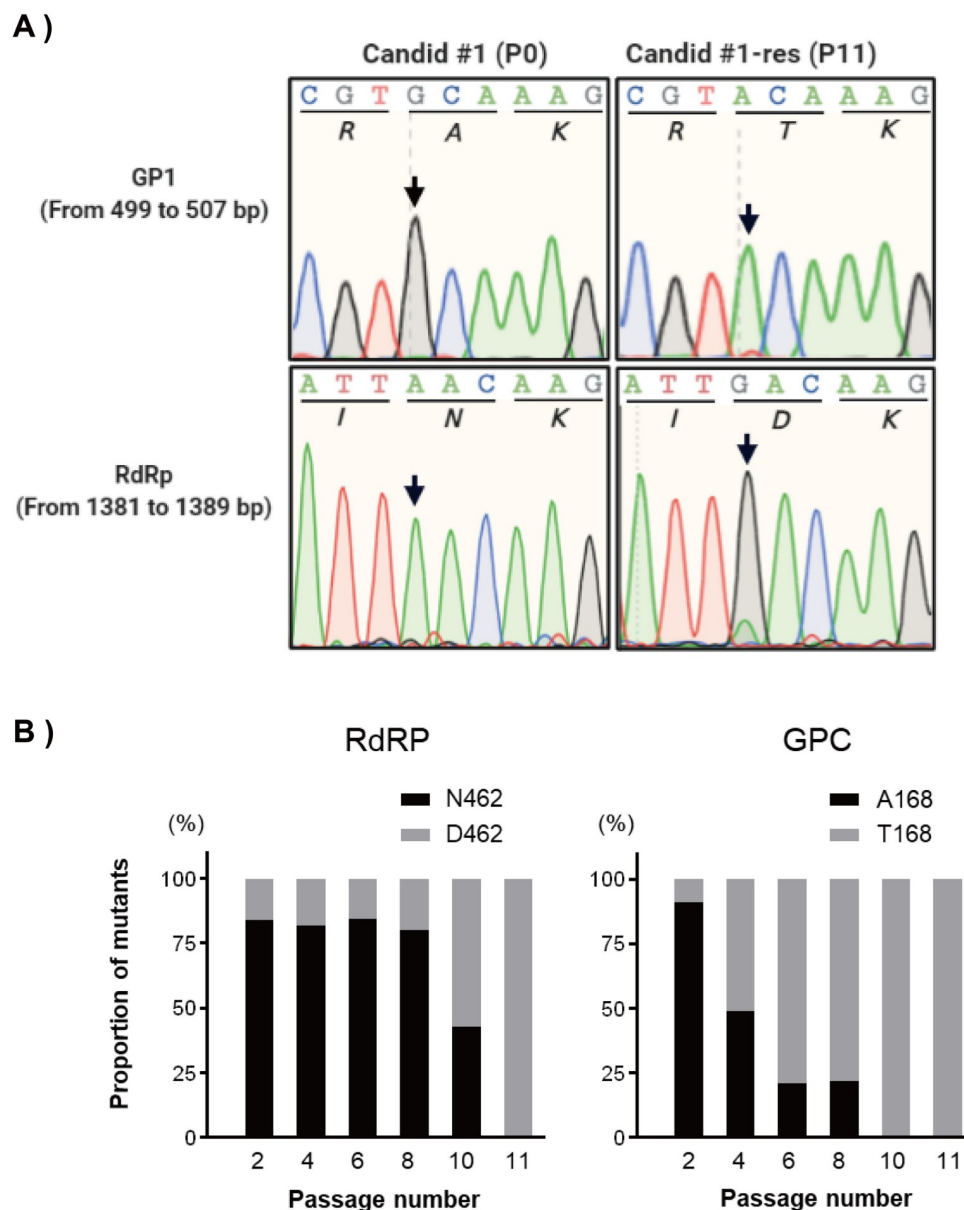 A )
Candid #1 (P0) Candid #1-res (P11)
C G T G C A A A G C G T A C A A A G
R A K R T K
GP1
(From 499 to 507 bp)
A T T A A C A A G A T T G A C A A G
I N K I D K
RdRp
(From 1381 to 1389 bp)
B )
RdRP GPC
N462 A168
D462 T168
(%) (%)
Proportion of mutants
100 100
75 75
50 50
25 25
0 0
2 4 6 8 10 11 2 4 6 8 10 11
Passage number Passage number